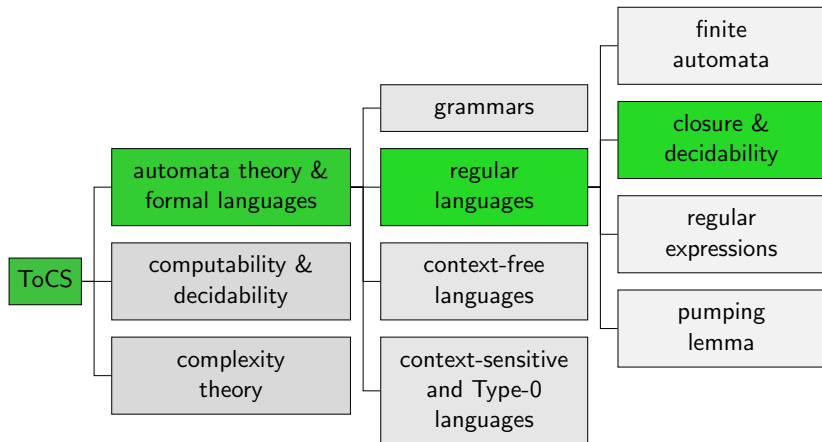 ToCS
automata theory &
formal languages
computability &
decidability
complexity
theory
grammars
regular
languages
context-free
languages
context-sensitive
and Type-0
languages
finite
automata
closure &
decidability
regular
expressions
pumping
lemma